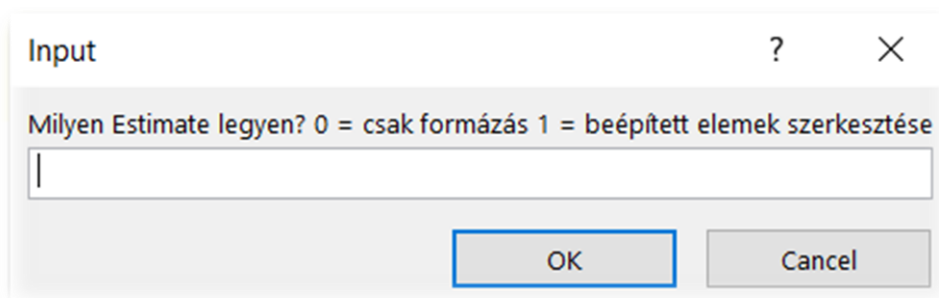 Input ?
Milyen Estimate legyen? 0 = csak formázás 1 = beépített elemek szerkesztése
OK Cancel